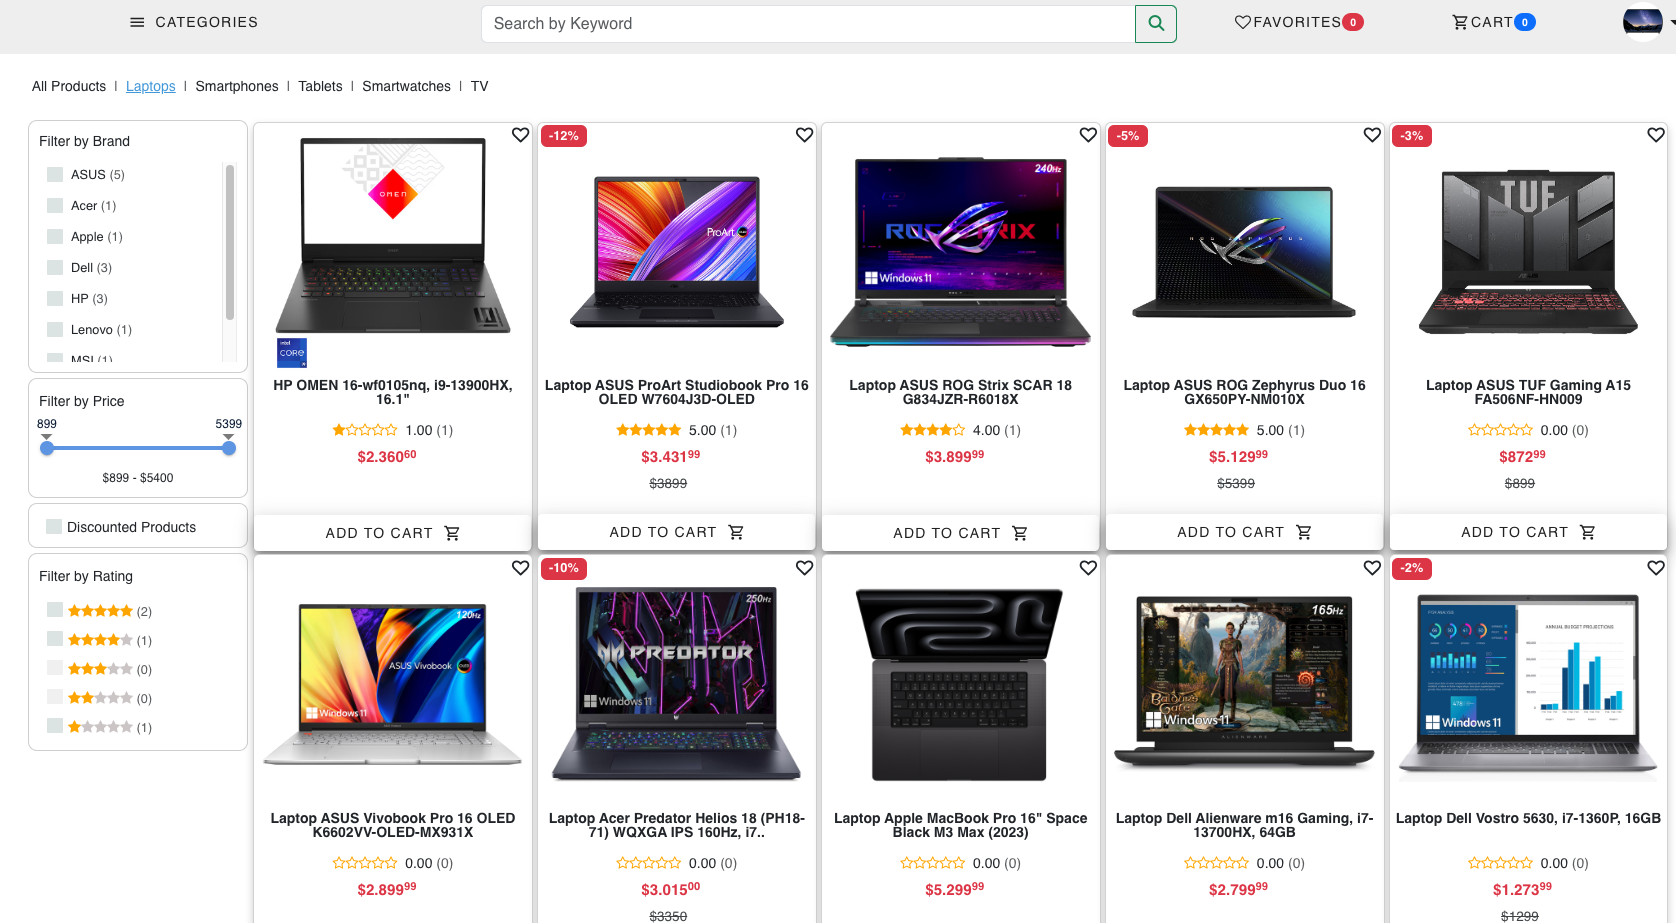 CATEGORIES
Search by Keyword
FAVORITES 0
CART 0
All Products | Laptops | Smartphones | Tablets | Smartwatches | TV
Filter by Brand
ASUS (5)
Acer (1)
Apple (1)
Dell (3)
HP (3)
Lenovo (1)
MSI (1)
Filter by Price
899 5399
$899 - $5400
Discounted Products
Filter by Rating
(2)
(1)
(0)
(0)
(1)
OMEN
intel
CORE
HP OMEN 16-wf0105nq, i9-13900HX,
16.1"
1.00 (1)
$2.360 60
ADD TO CART
-12%
ProArt
Laptop ASUS ProArt Studiobook Pro 16
OLED W7604J3D-OLED
5.00 (1)
$3.431 99
$3899
ADD TO CART
240Hz
ROG STRIX
Windows 11
Laptop ASUS ROG Strix SCAR 18
G834JZR-R6018X
4.00 (1)
$3.899 99
ADD TO CART
-5%
ROG ZEPHYRUS
Laptop ASUS ROG Zephyrus Duo 16
GX650PY-NM010X
5.00 (1)
$5.129 99
$5399
ADD TO CART
-3%
TUF
Laptop ASUS TUF Gaming A15
FA506NF-HN009
0.00 (0)
$872 99
$899
ADD TO CART
120Hz
ASUS Vivobook
Windows 11
Laptop ASUS Vivobook Pro 16 OLED
K6602VV-OLED-MX931X
0.00 (0)
$2.899 99
-10%
250Hz
PREDATOR
Windows 11
Laptop Acer Predator Helios 18 (PH18-
71) WQXGA IPS 160Hz, i7..
0.00 (0)
$3.015 00
$3350
Laptop Apple MacBook Pro 16" Space
Black M3 Max (2023)
0.00 (0)
$5.299 99
165Hz
Baldur's
Gate
Windows 11
ALIENWARE
Laptop Dell Alienware m16 Gaming, i7-
13700HX, 64GB
0.00 (0)
$2.799 99
-2%
ANNUAL BUDGET PROJECTIONS
Windows 11
Laptop Dell Vostro 5630, i7-1360P, 16GB
0.00 (0)
$1.273 99
$1299